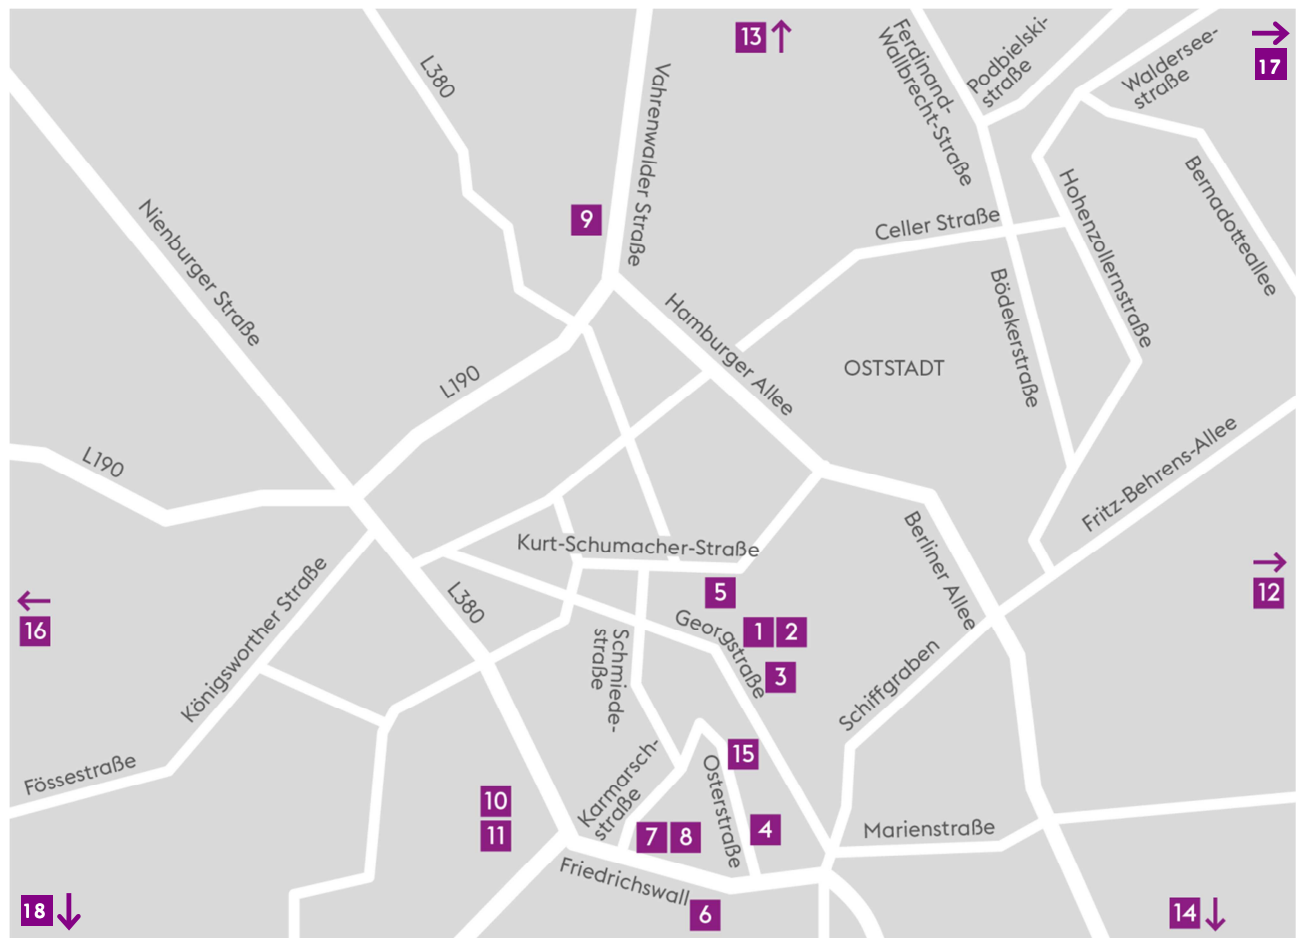 13
17
L380
Vahrenwalder Straße
Ferdinand-
Wallbrecht-Straße
Podbielski-
straße
Waldersee-
straße
Bernadotteallee
Hohenzollernstraße
Nienburger Straße
9
Celler Straße
Bödekerstraße
Hamburger Allee
OSTSTADT
L190
L190
Fritz-Behrens-Allee
Kurt-Schumacher-Straße
Berliner Allee
5
12
16
Königsworther Straße
L380
Georgstraße
1
2
3
Schmiede-
straße
Schiffgraben
Fössestraße
15
Karmarsch-
straße
Osterstraße
10
11
7
8
4
Marienstraße
Friedrichswall
6
18
14